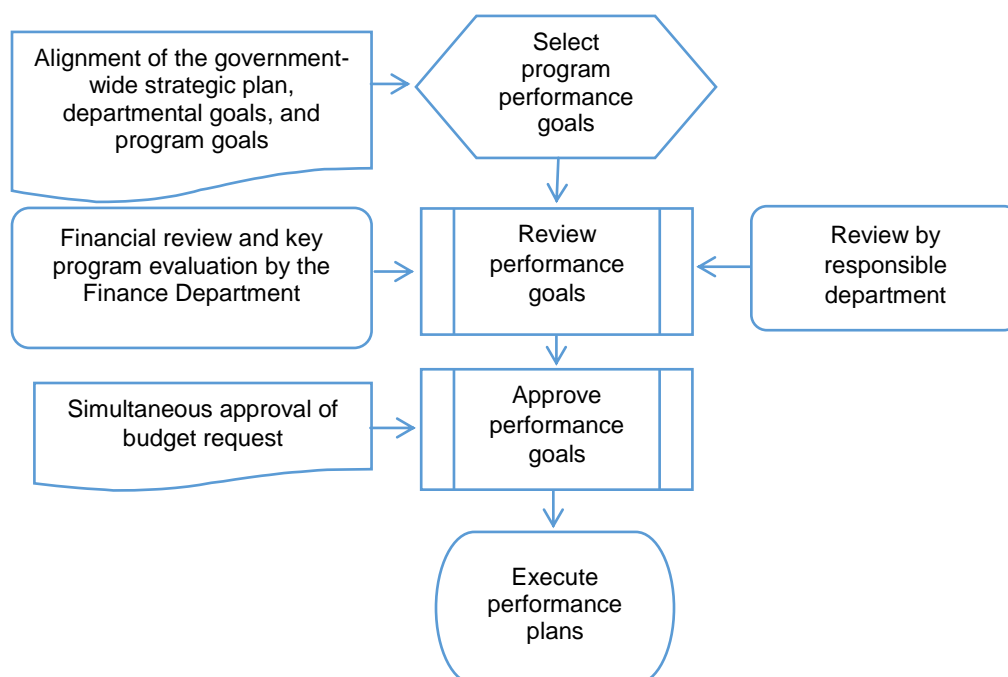 Alignment of the government-
wide strategic plan,
departmental goals, and
program goals
Select
program
performance
goals
Financial review and key
program evaluation by the
Finance Department
Review
performance
goals
Review by
responsible
department
Simultaneous approval of
budget request
Approve
performance
goals
Execute
performance
plans